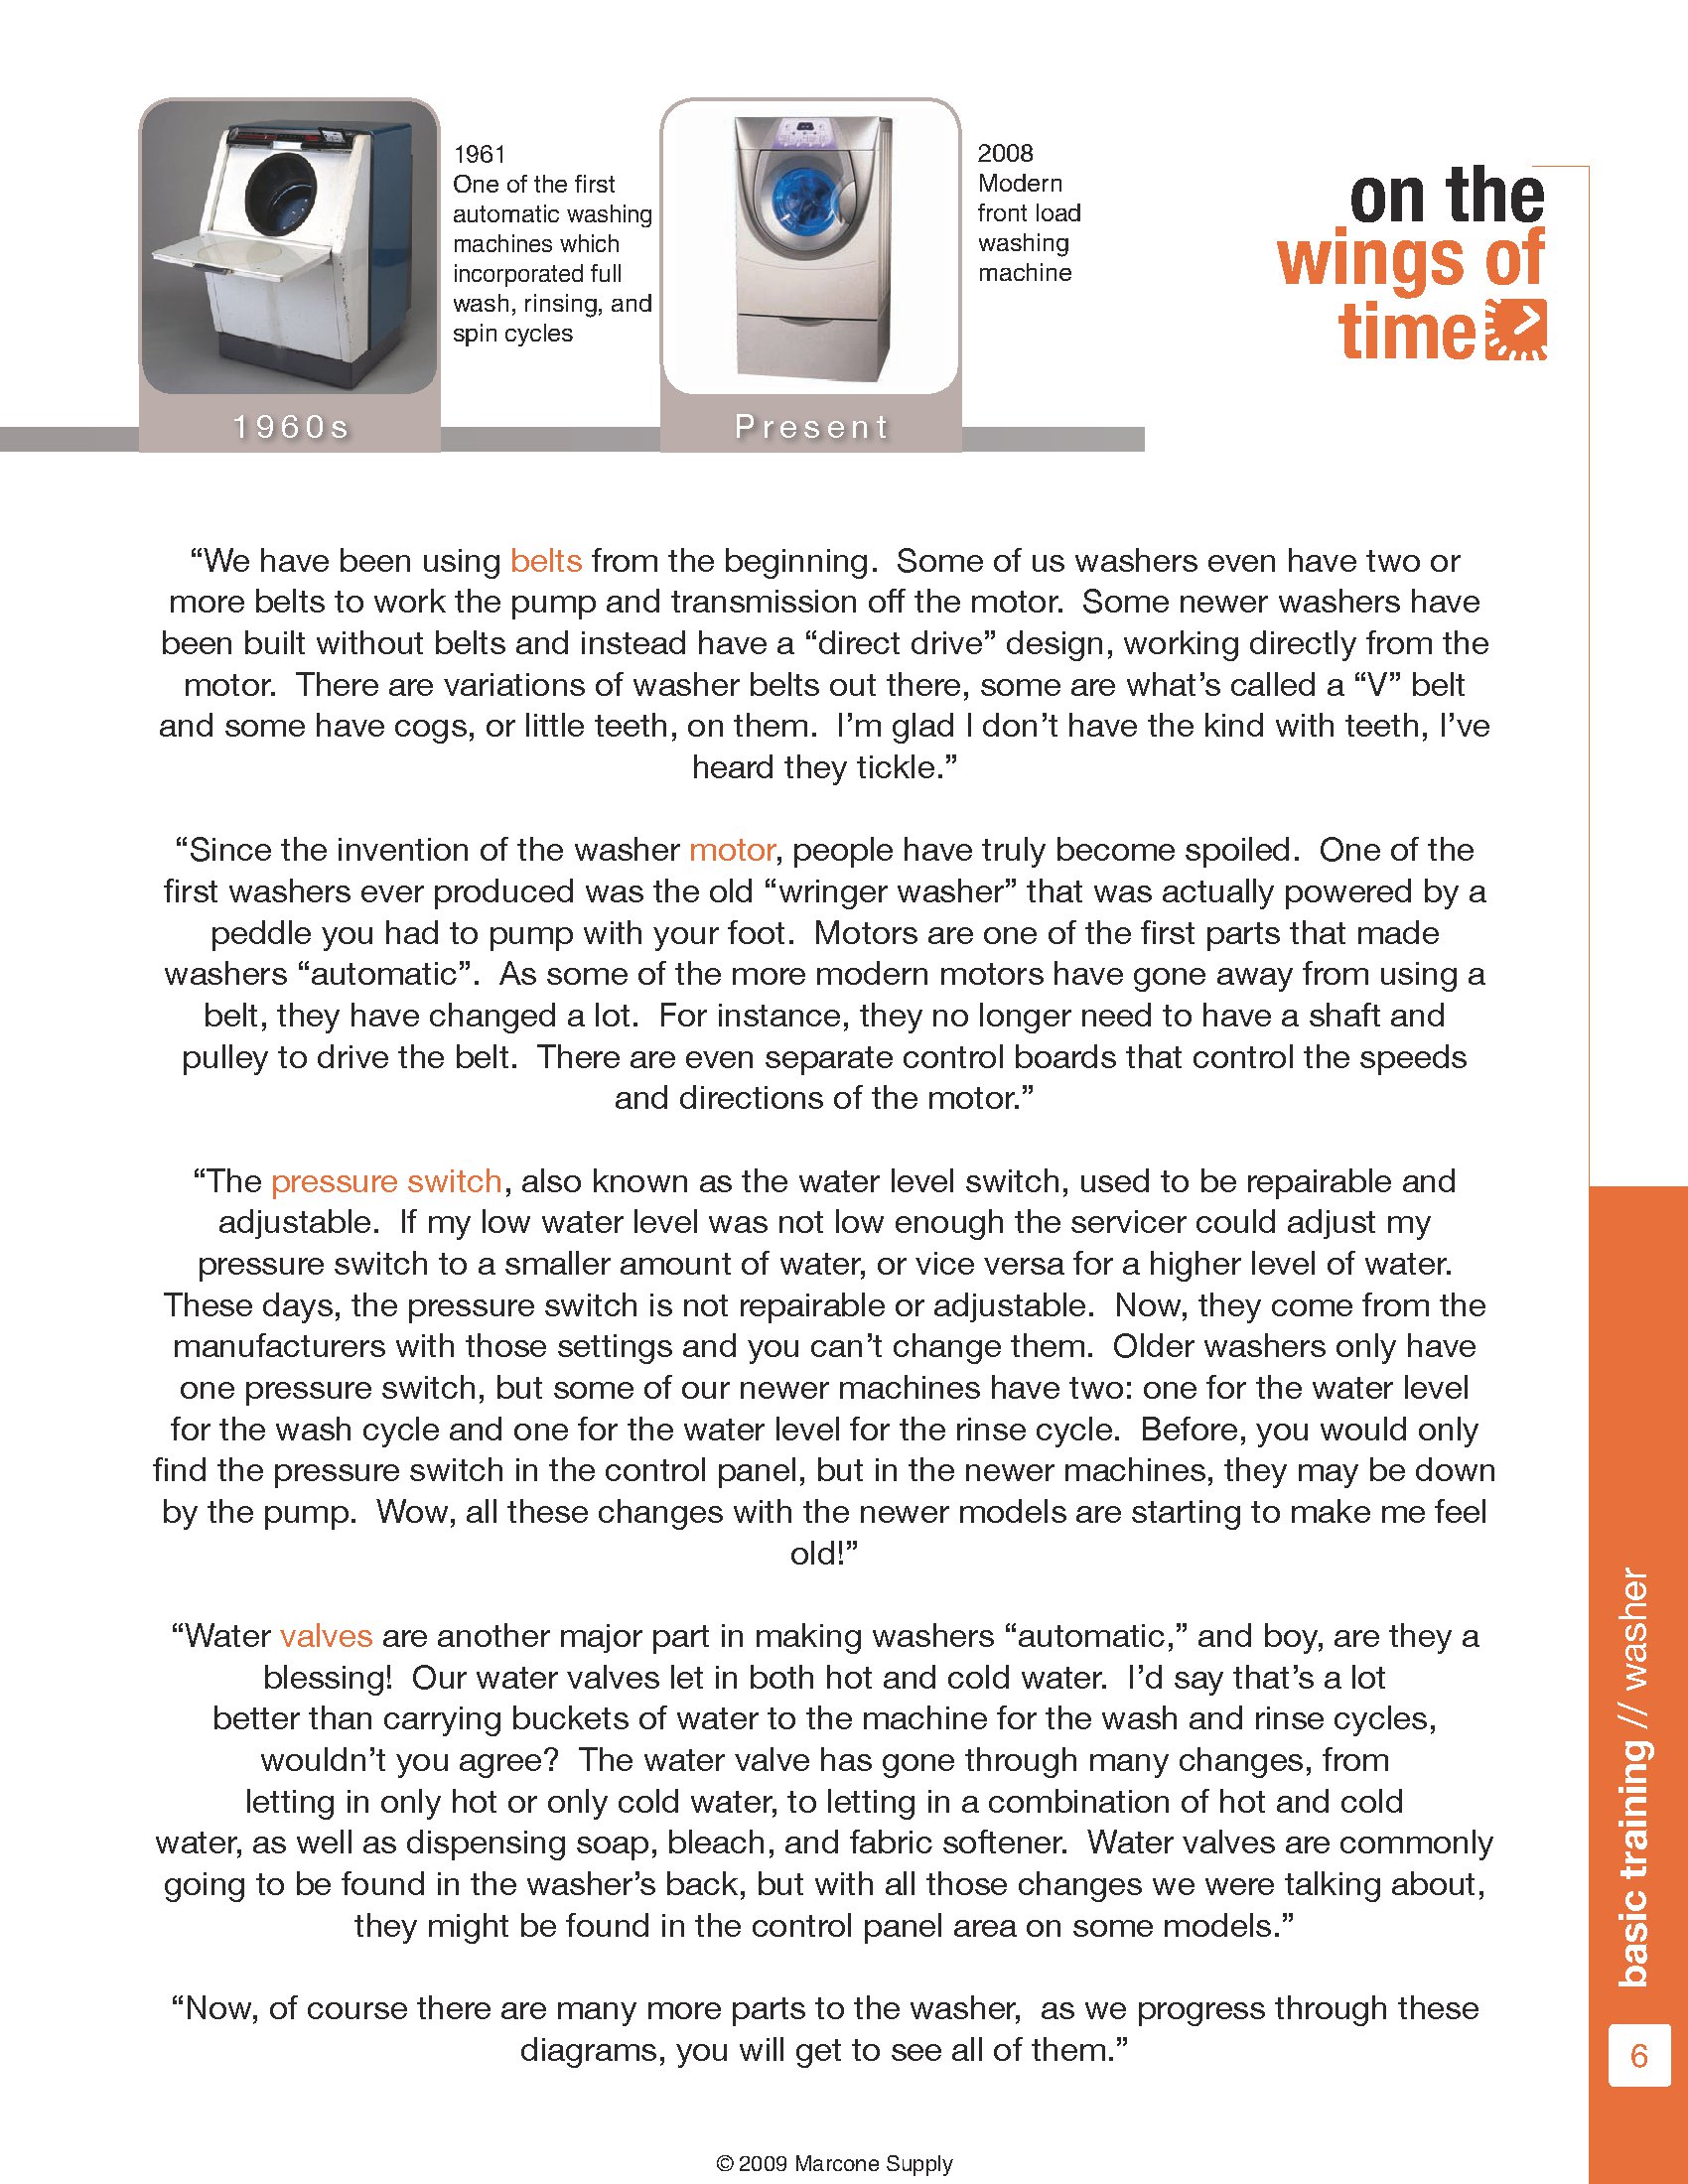 1961
One of the first
automatic washing
machines which
incorporated full
wash, rinsing, and
spin cycles
2008
Modern
front load
washing
machine
on the
wings of
time
1960s
Present
“We have been using belts from the beginning.  Some of us washers even have two or
more belts to work the pump and transmission off the motor.  Some newer washers have
been built without belts and instead have a “direct drive” design, working directly from the
motor.  There are variations of washer belts out there, some are what’s called a “V” belt
and some have cogs, or little teeth, on them.  I’m glad I don’t have the kind with teeth, I’ve
heard they tickle.”
“Since the invention of the washer motor, people have truly become spoiled.  One of the
first washers ever produced was the old “wringer washer” that was actually powered by a
peddle you had to pump with your foot.  Motors are one of the first parts that made
washers “automatic”.  As some of the more modern motors have gone away from using a
belt, they have changed a lot.  For instance, they no longer need to have a shaft and
pulley to drive the belt.  There are even separate control boards that control the speeds
and directions of the motor.”
“The pressure switch, also known as the water level switch, used to be repairable and
adjustable.  If my low water level was not low enough the servicer could adjust my
pressure switch to a smaller amount of water, or vice versa for a higher level of water.
These days, the pressure switch is not repairable or adjustable.  Now, they come from the
manufacturers with those settings and you can’t change them.  Older washers only have
one pressure switch, but some of our newer machines have two: one for the water level
for the wash cycle and one for the water level for the rinse cycle.  Before, you would only
find the pressure switch in the control panel, but in the newer machines, they may be down
by the pump.  Wow, all these changes with the newer models are starting to make me feel
old!”
“Water valves are another major part in making washers “automatic,” and boy, are they a
blessing!  Our water valves let in both hot and cold water.  I’d say that’s a lot
better than carrying buckets of water to the machine for the wash and rinse cycles,
wouldn’t you agree?  The water valve has gone through many changes, from
letting in only hot or only cold water, to letting in a combination of hot and cold
water, as well as dispensing soap, bleach, and fabric softener.  Water valves are commonly
going to be found in the washer’s back, but with all those changes we were talking about,
they might be found in the control panel area on some models.”
“Now, of course there are many more parts to the washer,  as we progress through these
diagrams, you will get to see all of them.”
basic training // washer
6
© 2009 Marcone Supply